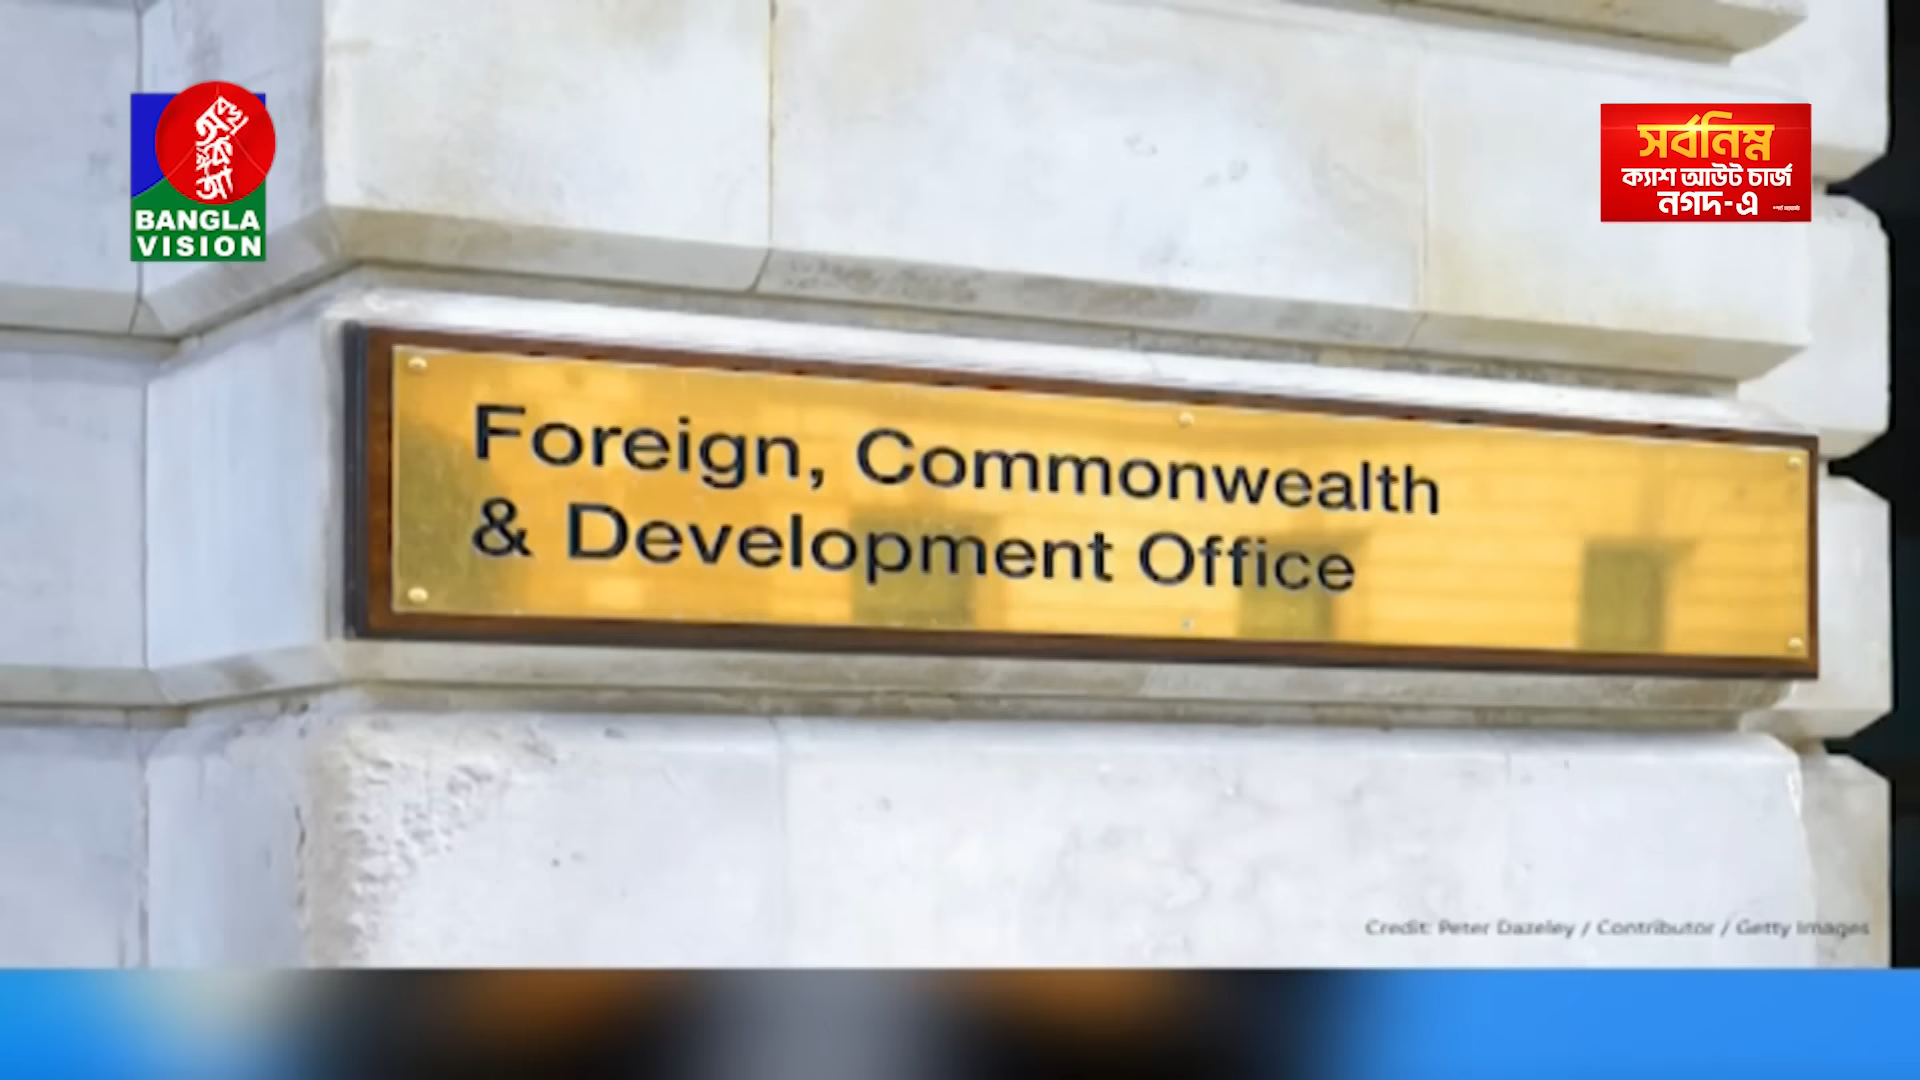 BANGLA
VISION
সর্বনিম্ন
ক্যাশ আউট চার্জ
নগদ-এ
Foreign, Commonwealth
& Development Office
Credit: Peter Dazeley / Contributor / Getty Images